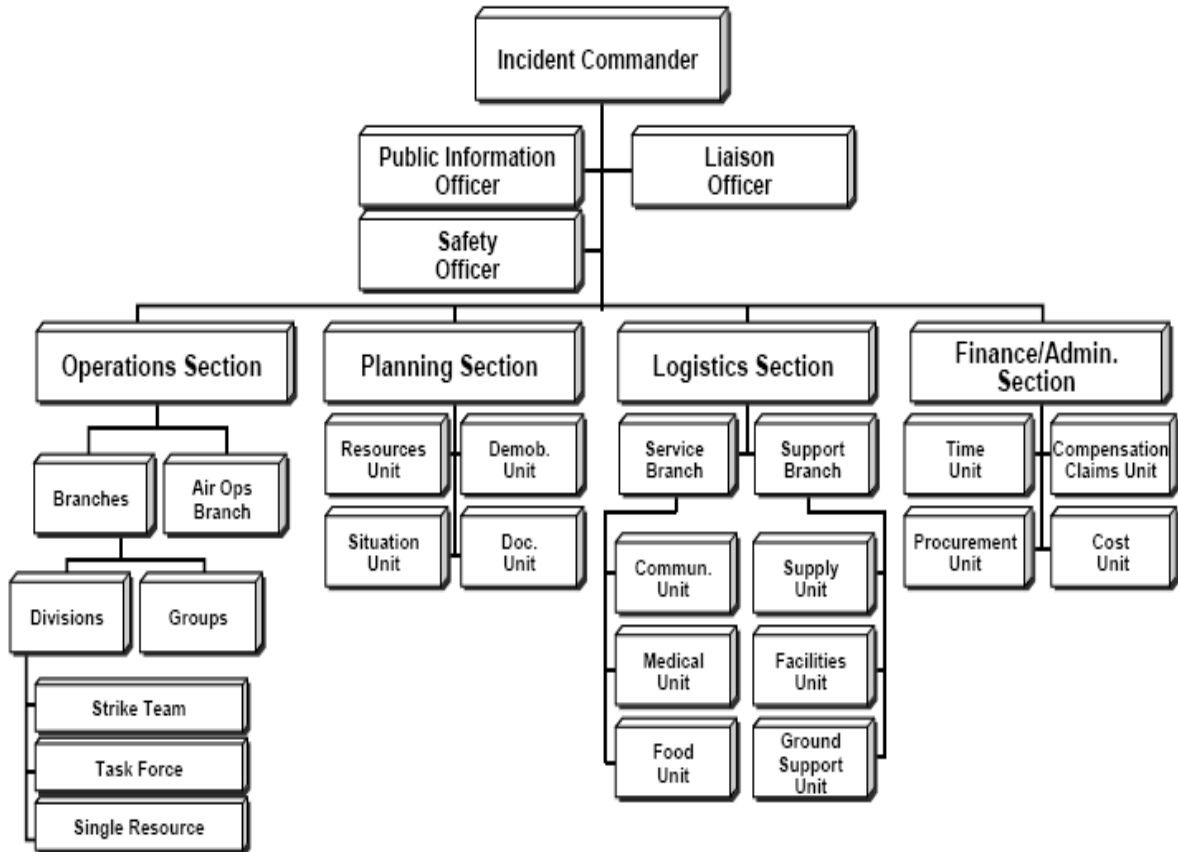 Incident Commander
Public Information
Officer
Liaison
Officer
Safety
Officer
Operations Section
Planning Section
Logistics Section
Finance/Admin.
Section
Resources
Unit
Demob.
Unit
Service
Branch
Support
Branch
Time
Unit
Compensation
Claims Unit
Branches
Air Ops
Branch
Situation
Unit
Doc.
Unit
Commun.
Unit
Supply
Unit
Procurement
Unit
Cost
Unit
Divisions
Groups
Medical
Unit
Facilities
Unit
Strike Team
Task Force
Single Resource
Food
Unit
Ground
Support
Unit